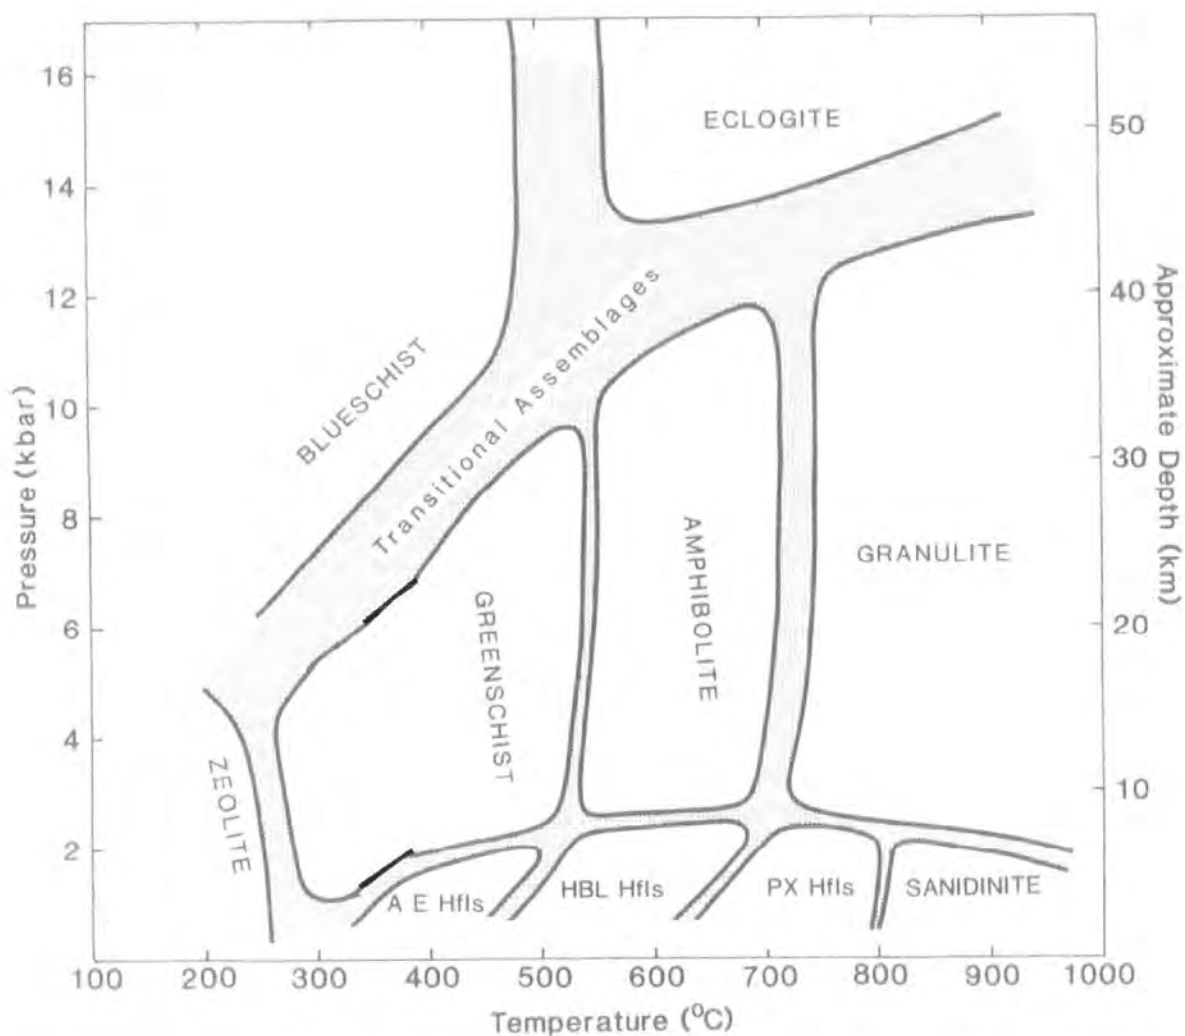 16
14
12
10
8
6
4
2
Pressure (kbar)
ECLOGITE
BLUESCHIST
Transitional Assemblages
GREENSCHIST
AMPHIBOLITE
GRANULITE
ZEOLITE
A E Hfls
HBL Hfls
PX Hfls
SANIDINITE
50
40
30
20
10
Approximate Depth (km)
100 200 300 400 500 600 700 800 900 1000
Temperature (°C)